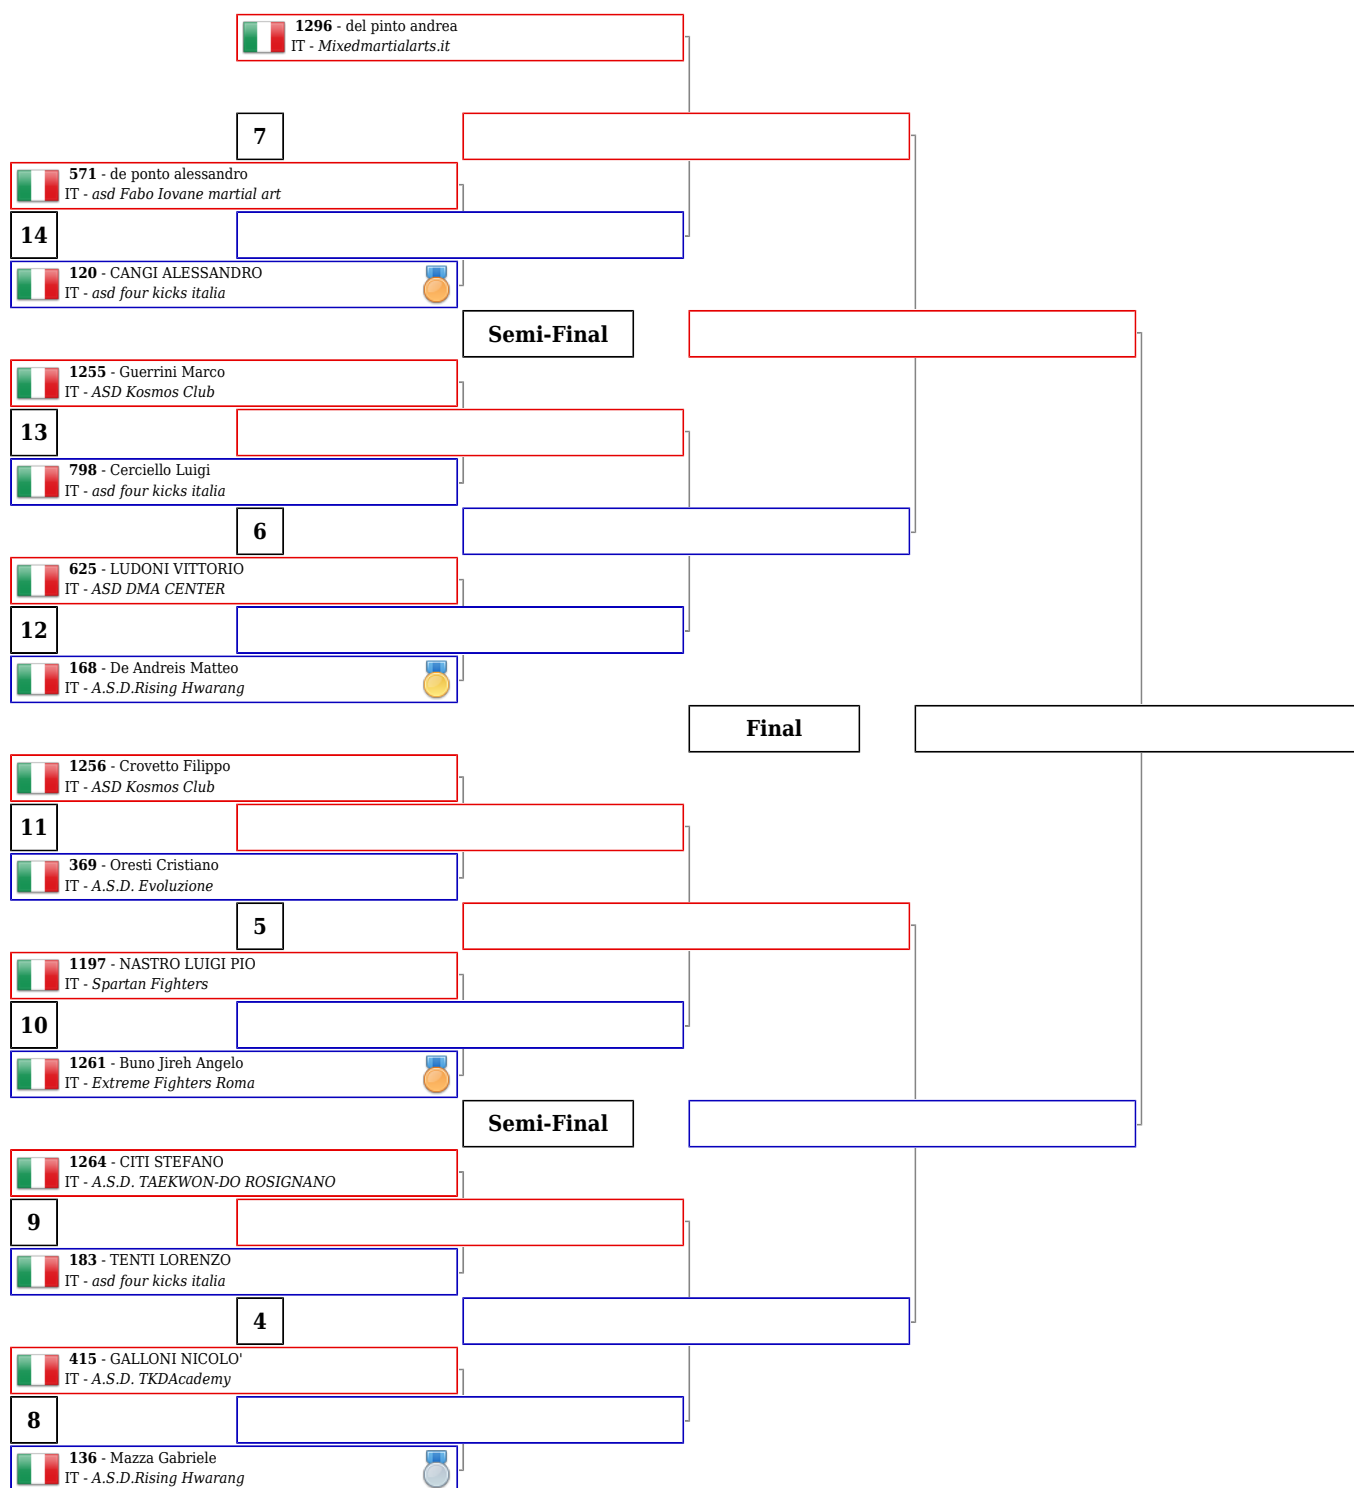 1296 - del pinto andrea
IT - Mixedmartialarts.it
7
571 - de ponto alessandro
IT - asd Fabo Iovane martial art
14
120 - CANGI ALESSANDRO
IT - asd four kicks italia
Semi-Final
1255 - Guerrini Marco
IT - ASD Kosmos Club
13
798 - Cerciello Luigi
IT - asd four kicks italia
6
625 - LUDONI VITTORIO
IT - ASD DMA CENTER
12
168 - De Andreis Matteo
IT - A.S.D.Rising Hwarang
Final
1256 - Crovetto Filippo
IT - ASD Kosmos Club
11
369 - Oresti Cristiano
IT - A.S.D. Evoluzione
5
1197 - NASTRO LUIGI PIO
IT - Spartan Fighters
10
1261 - Buno Jireh Angelo
IT - Extreme Fighters Roma
Semi-Final
1264 - CITI STEFANO
IT - A.S.D. TAEKWON-DO ROSIGNANO
9
183 - TENTI LORENZO
IT - asd four kicks italia
4
415 - GALLONI NICOLO'
IT - A.S.D. TKDAcademy
8
136 - Mazza Gabriele
IT - A.S.D.Rising Hwarang